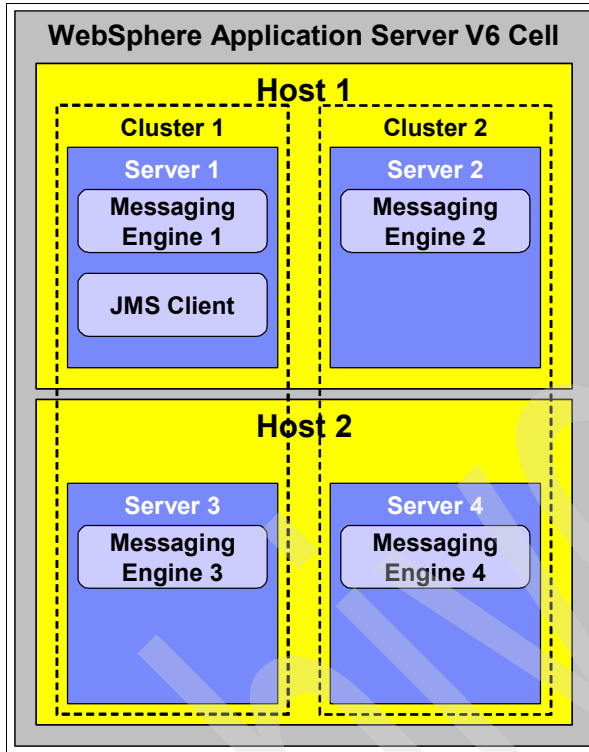 WebSphere Application Server V6 Cell
Host 1
Cluster 1
Server 1
Messaging
Engine 1
JMS Client
Cluster 2
Server 2
Messaging
Engine 2
Host 2
Server 3
Messaging
Engine 3
Server 4
Messaging
Engine 4